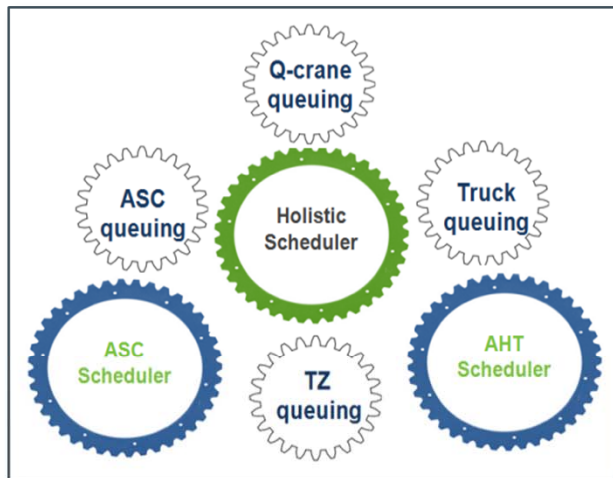 Q-crane
queuing
ASC
queuing
Holistic
Scheduler
Truck
queuing
ASC
Scheduler
TZ
queuing
AHT
Scheduler